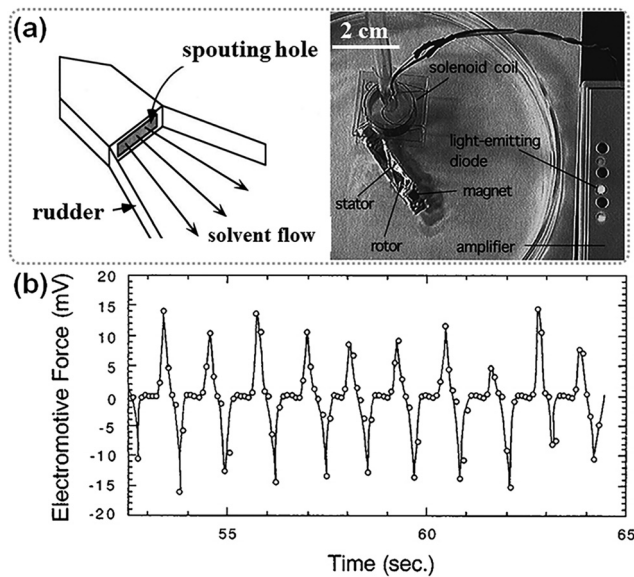 (a)
spouting hole
rudder
solvent flow
2 cm
solenoid coil
light-emitting
diode
magnet
stator
rotor
amplifier
(b)
Electromotive Force (mV)
20
15
10
5
0
-5
-10
-15
-20
55
60
65
Time (sec.)